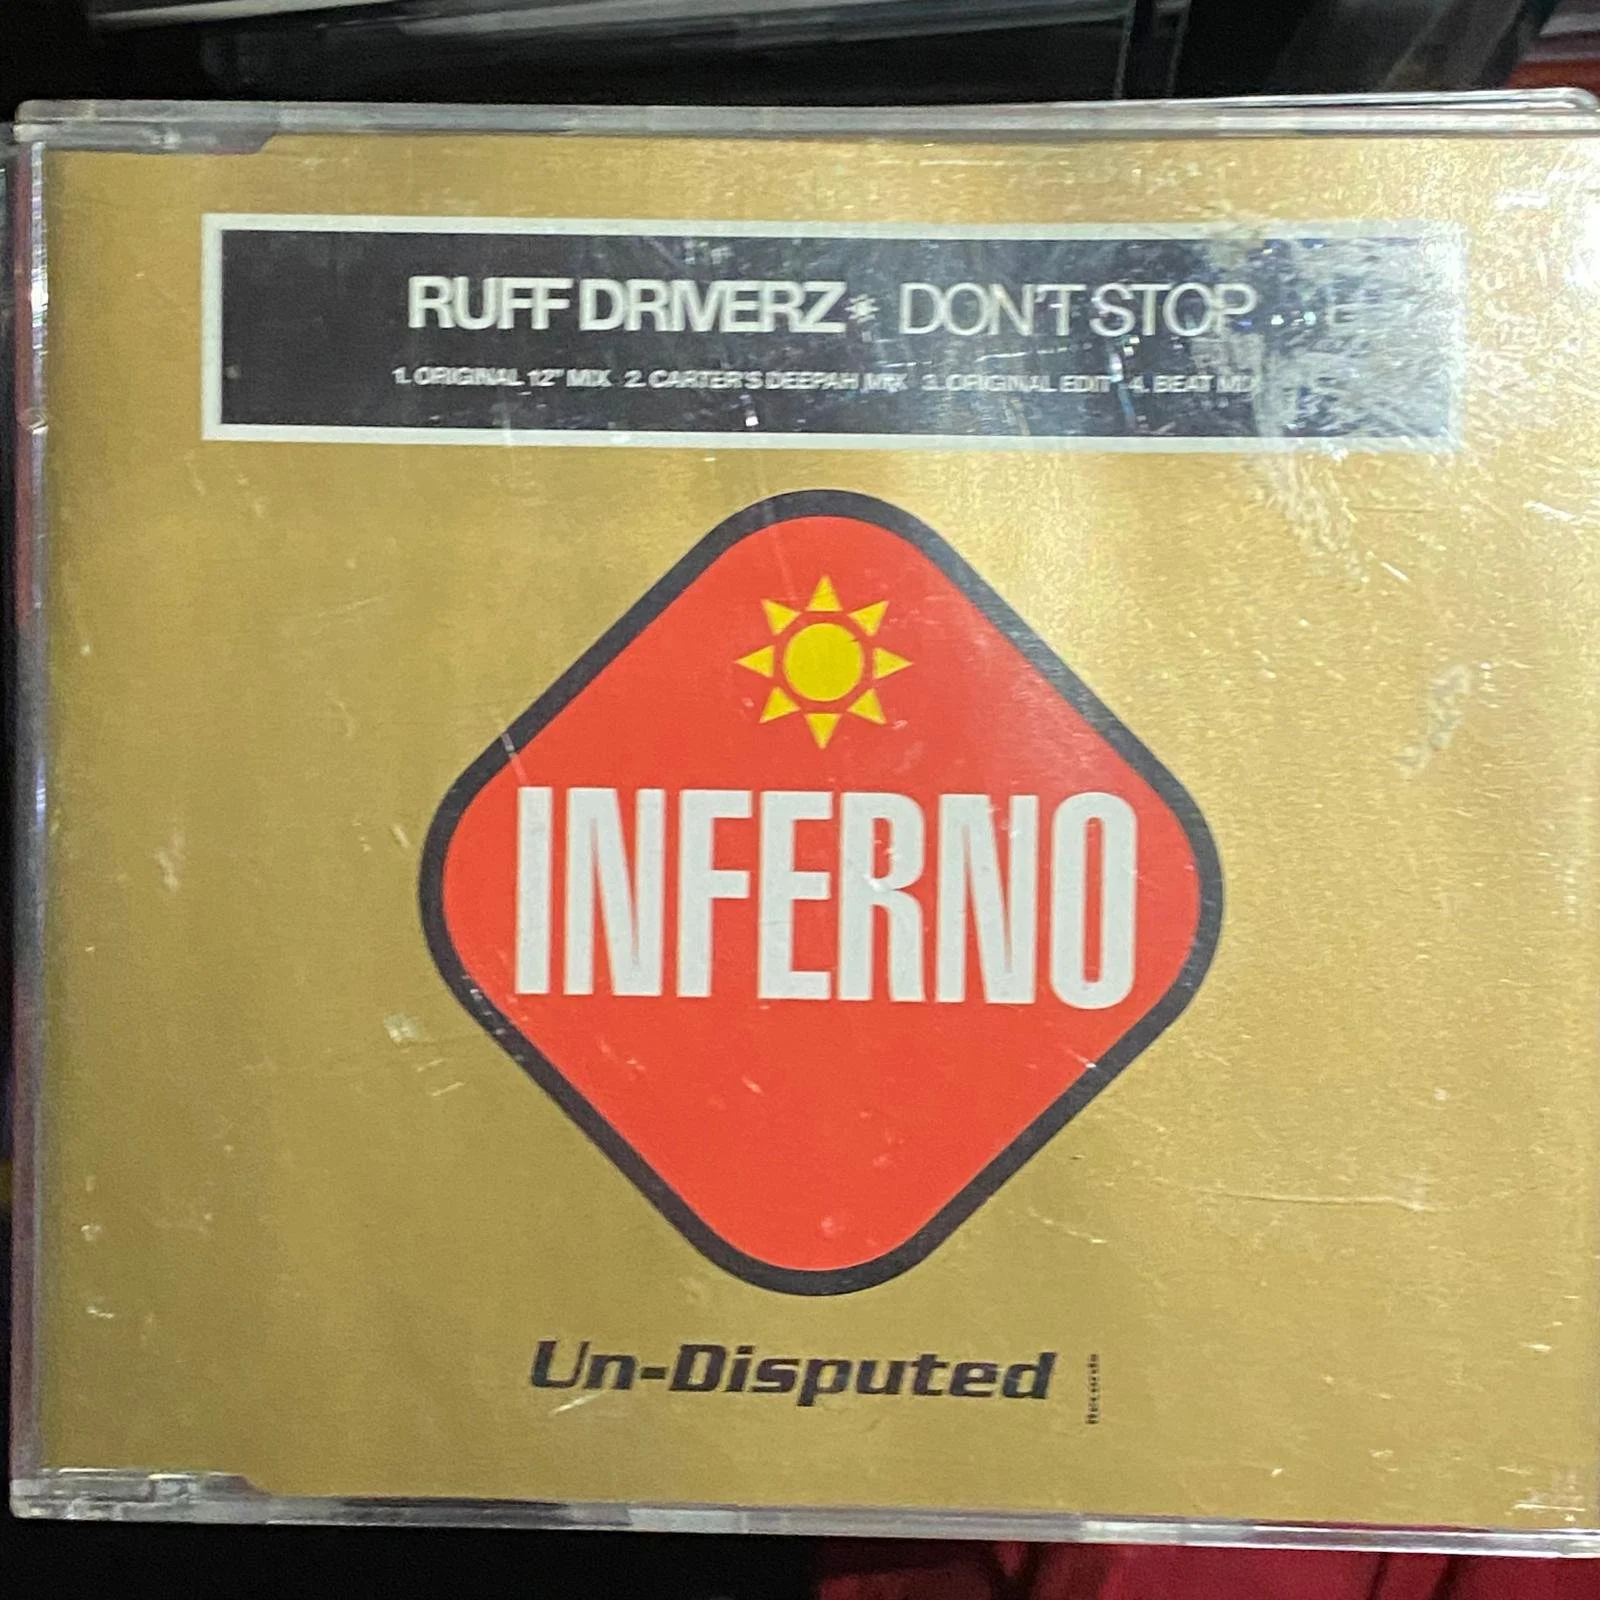 RUFF DRIVERZ* DON'T STOP
1. ORIGINAL 12" MIX 2. CARTER'S DEEPAH MIX 3. ORIGINAL EDIT 4. BEAT MIX
INFERNO
Un-Disputed
Records